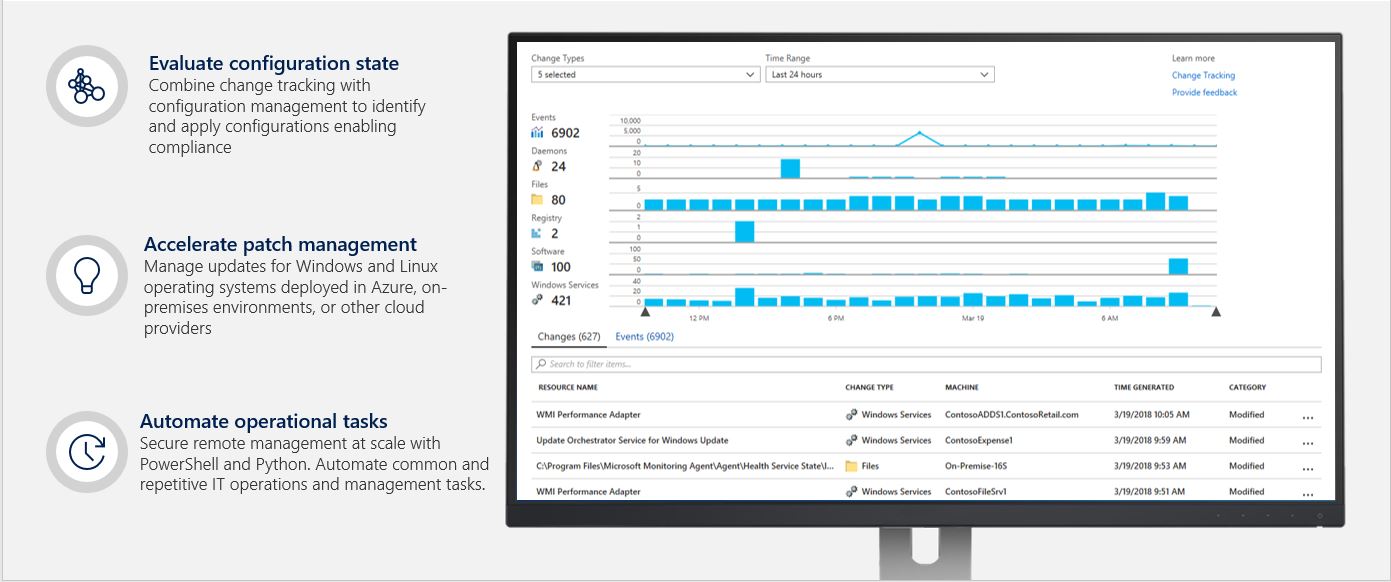 Evaluate configuration state
Combine change tracking with
configuration management to identify
and apply configurations enabling
compliance
Accelerate patch management
Manage updates for Windows and Linux
operating systems deployed in Azure, on-
premises environments, or other cloud
providers
Automate operational tasks
Secure remote management at scale with
PowerShell and Python. Automate common and
repetitive IT operations and management tasks.
Change Types
5 selected
Time Range
Last 24 hours
Learn more
Change Tracking
Provide feedback
Events
6902
10,000
5,000
0
Daemons
24
20
10
0
Files
80
5
0
Registry
2
2
1
0
Software
100
100
50
0
Windows Services
421
40
20
0
12 PM 6 PM Mar 19 6 AM
Changes (627) Events (6902)
Search to filter items...
RESOURCE NAME CHANGE TYPE MACHINE TIME GENERATED CATEGORY
WMI Performance Adapter Windows Services ContosoADDS1.ContosoRetail.com 3/19/2018 10:05 AM Modified ...
Update Orchestrator Service for Windows Update Windows Services ContosoExpense1 3/19/2018 9:59 AM Modified ...
C:\Program Files\Microsoft Monitoring Agent\Agent\Health Service State\I... Files On-Premise-16S 3/19/2018 9:53 AM Modified ...
WMI Performance Adapter Windows Services ContosoFileSrv1 3/19/2018 9:51 AM Modified ...